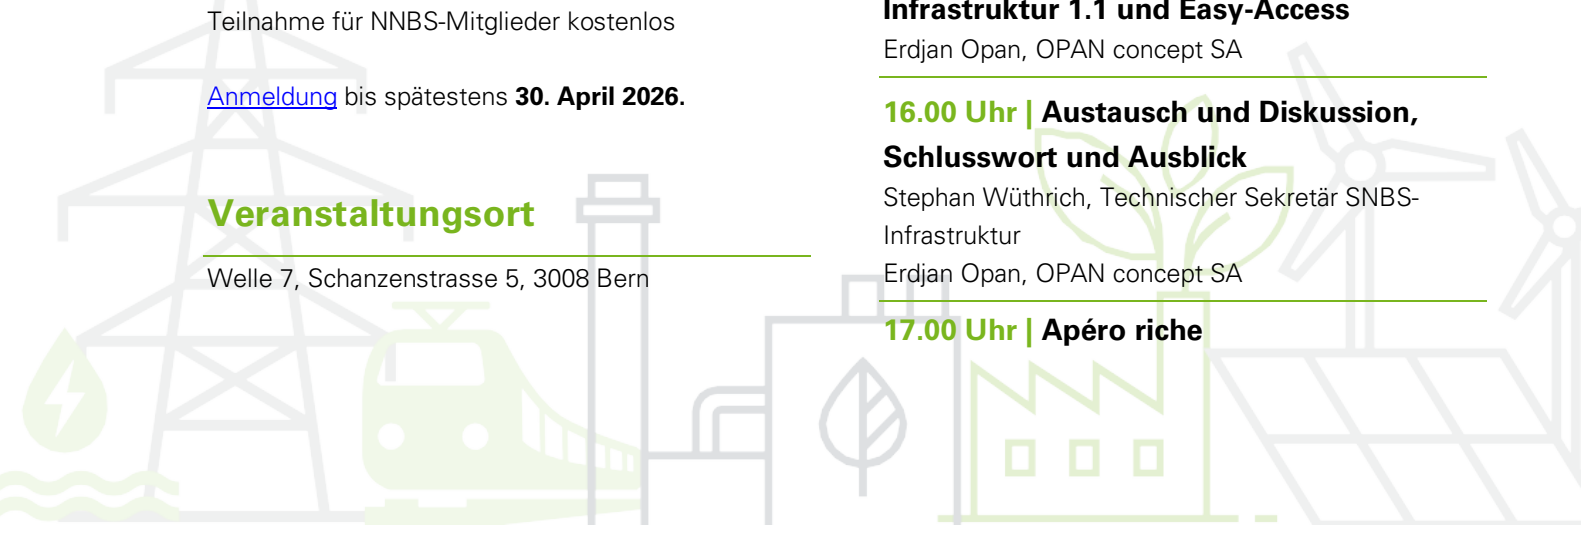 Teilnahme für NNBS-Mitglieder kostenlos
Anmeldung bis spätestens 30. April 2026.
Veranstaltungsort
Welle 7, Schanzenstrasse 5, 3008 Bern
Infrastruktur 1.1 und Easy-Access
Erdjan Opan, OPAN concept SA
16.00 Uhr | Austausch und Diskussion,
Schlusswort und Ausblick
Stephan Wüthrich, Technischer Sekretär SNBS-
Infrastruktur
Erdjan Opan, OPAN concept SA
17.00 Uhr | Apéro riche